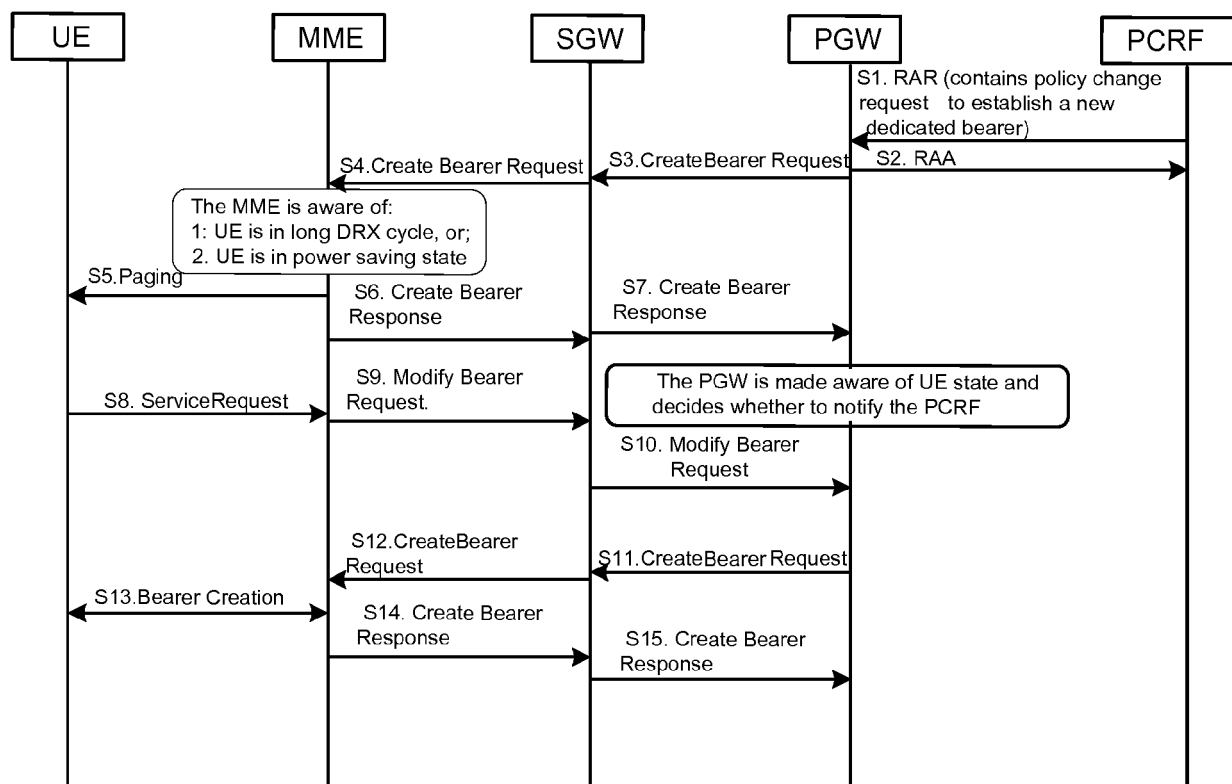 UE
MME
SGW
PGW
PCRF
S1. RAR (contains policy change
request to establish a new
dedicated bearer)
S2. RAA
S3.CreateBearer Request
S4.Create Bearer Request
The MME is aware of:
1: UE is in long DRX cycle, or;
2. UE is in power saving state
S5.Paging
S6. Create Bearer
Response
S7. Create Bearer
Response
The PGW is made aware of UE state and
decides whether to notify the PCRF
S8. ServiceRequest
S9. Modify Bearer
Request.
S10. Modify Bearer
Request
S11.CreateBearer Request
S12.CreateBearer
Request
S13.Bearer Creation
S14. Create Bearer
Response
S15. Create Bearer
Response